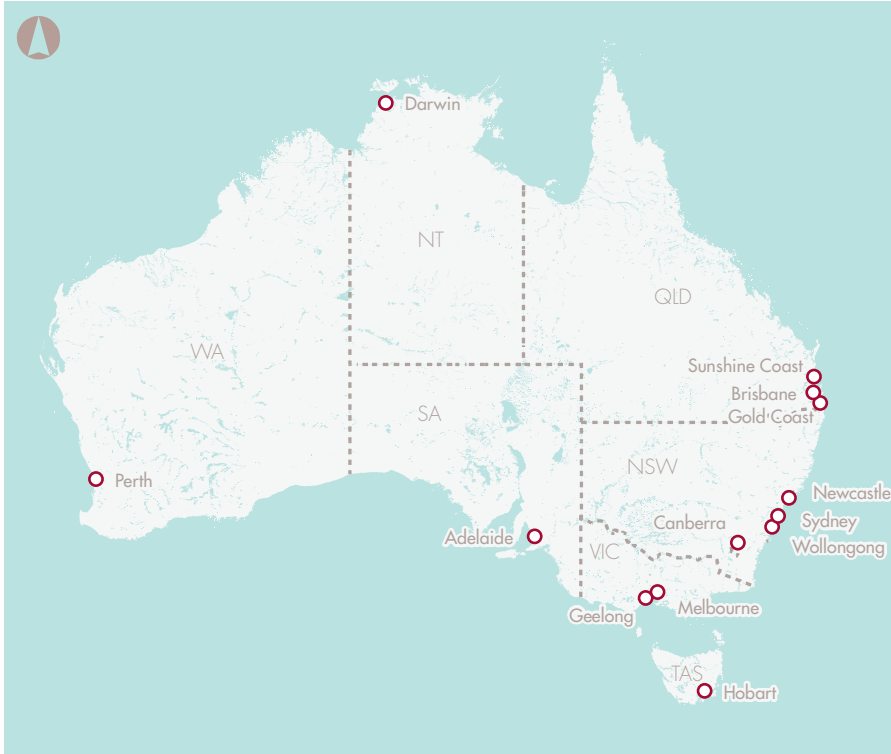 Darwin
NT
QLD
WA
Sunshine Coast
Brisbane
Gold Coast
SA
NSW
Perth
Newcastle
Sydney
Canberra
Adelaide
Wollongong
VIC
Geelong
Melbourne
TAS
Hobart